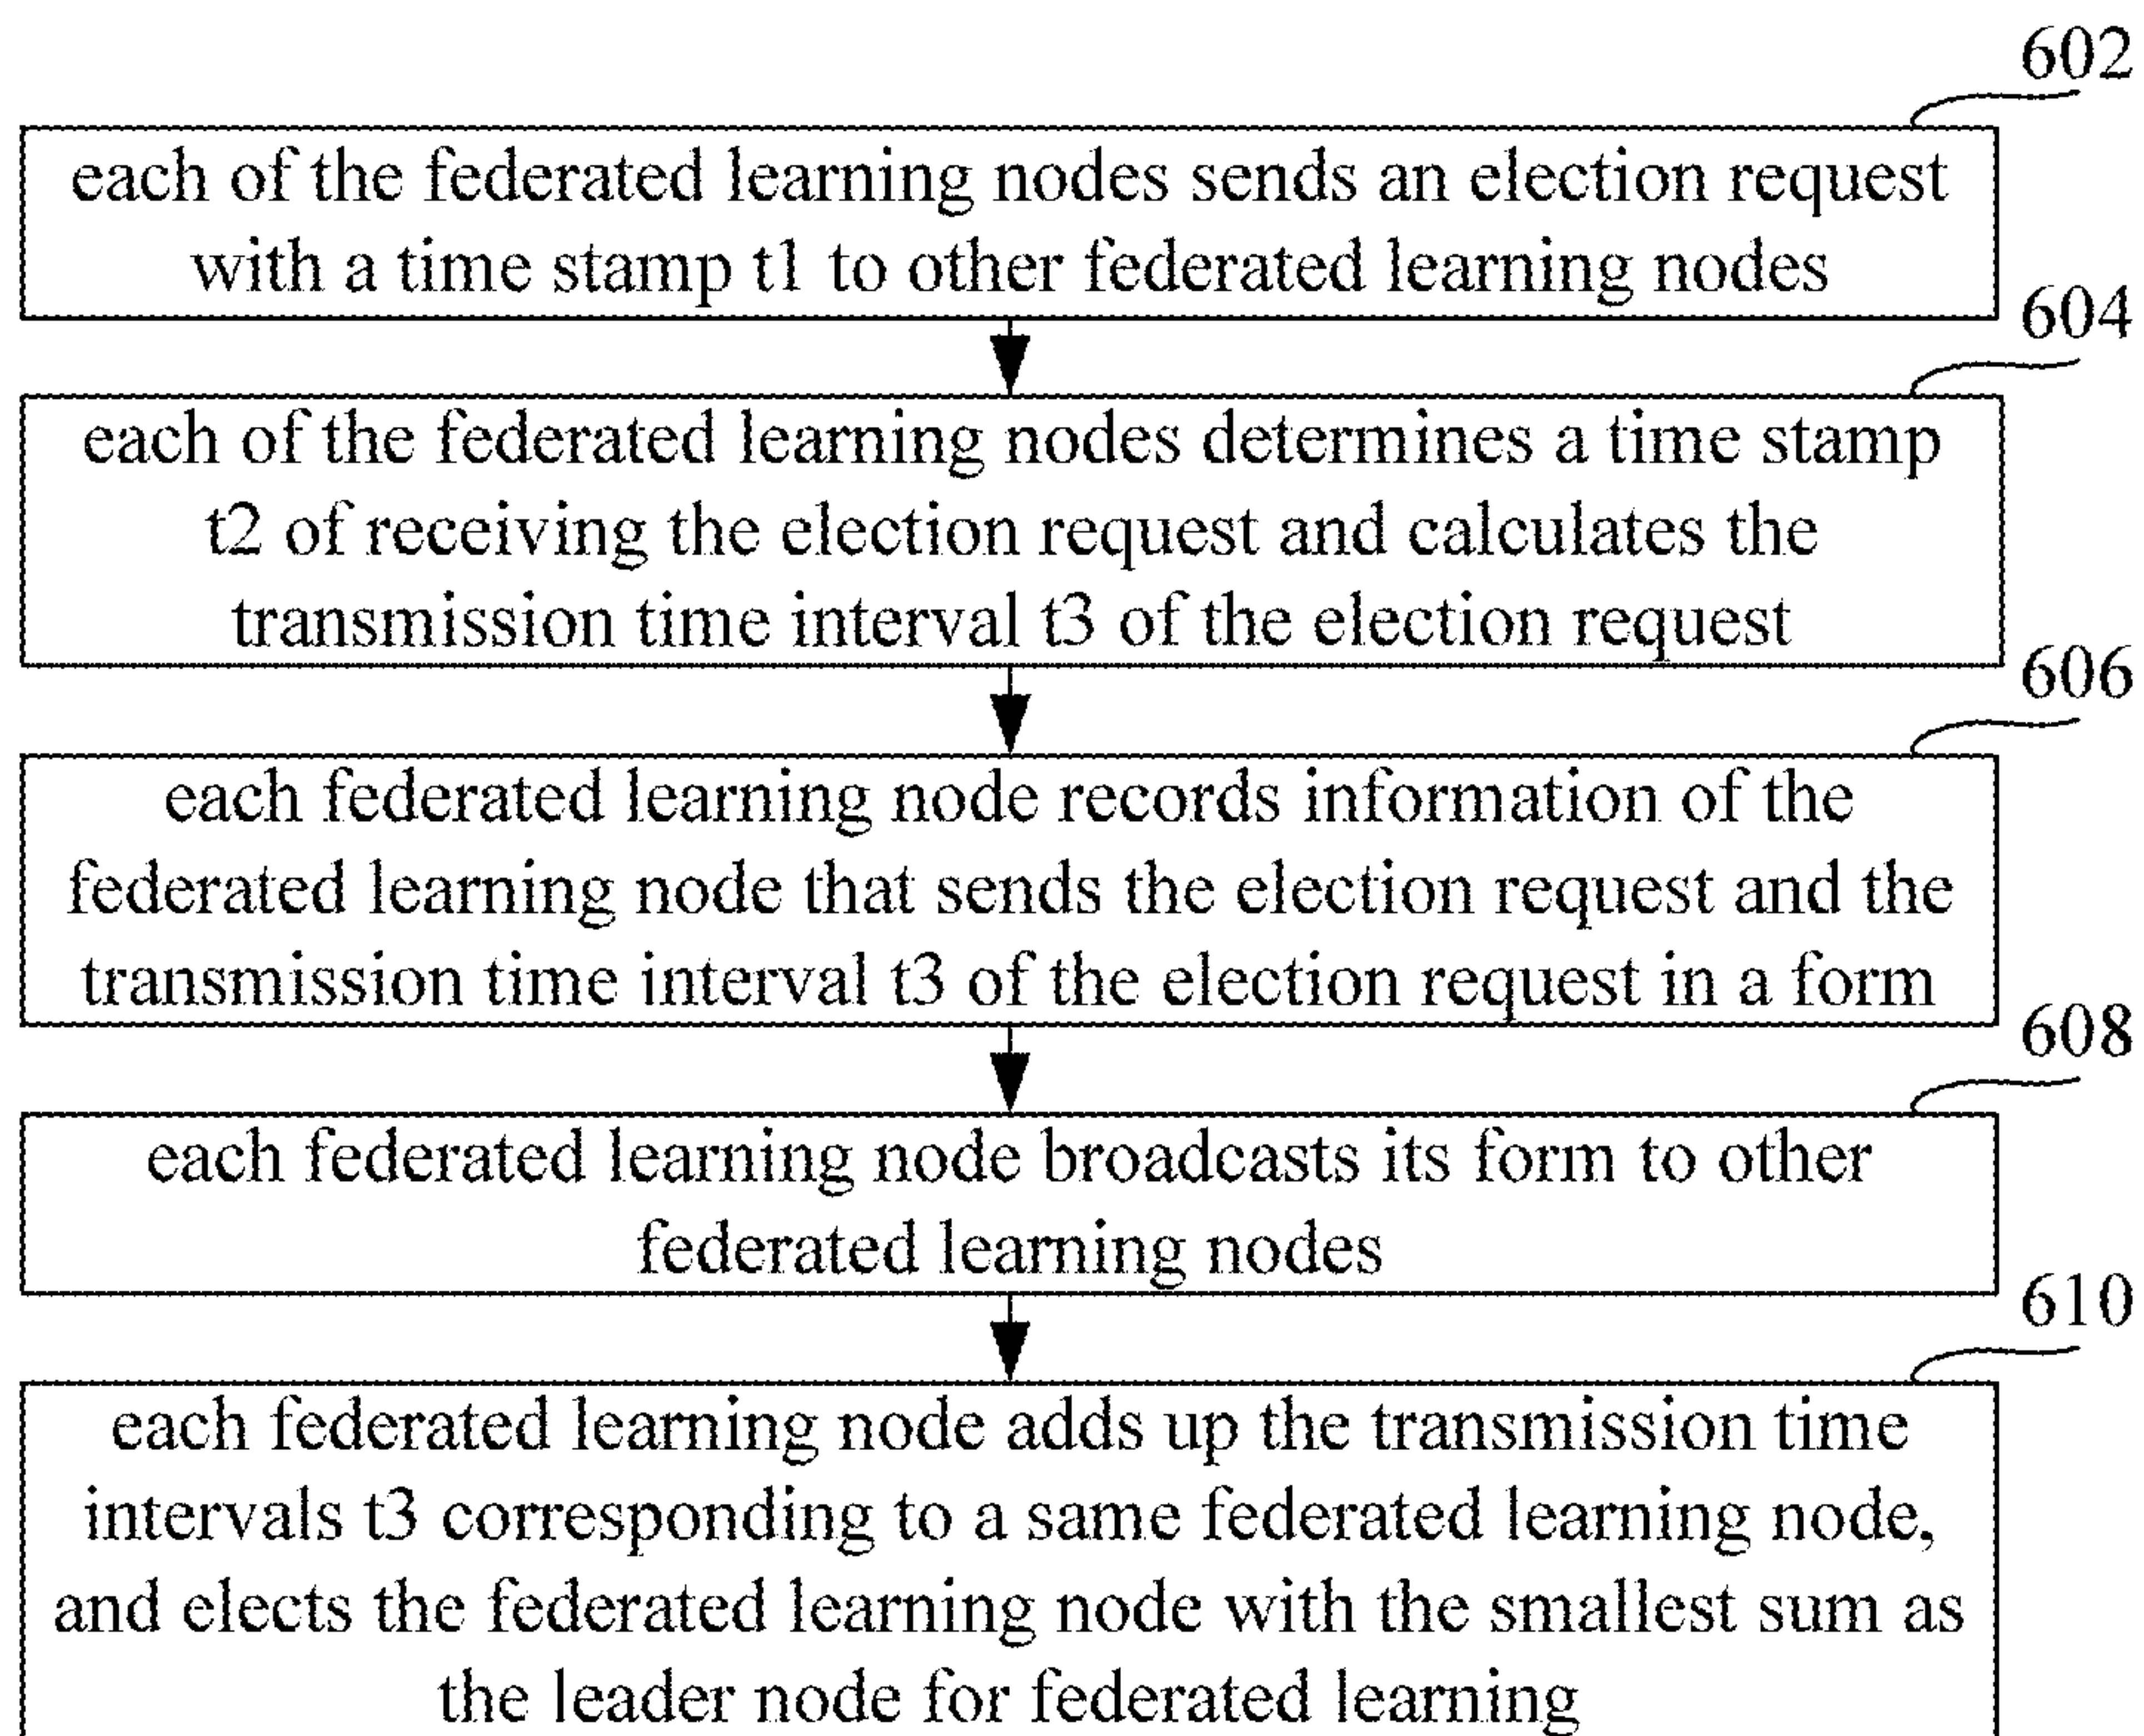 602
each of the federated learning nodes sends an election request
with a time stamp t1 to other federated learning nodes
604
each of the federated learning nodes determines a time stamp
t2 of receiving the election request and calculates the
transmission time interval t3 of the election request
606
each federated learning node records information of the
federated learning node that sends the election request and the
transmission time interval t3 of the election request in a form
608
each federated learning node broadcasts its form to other
federated learning nodes
610
each federated learning node adds up the transmission time
intervals t3 corresponding to a same federated learning node,
and elects the federated learning node with the smallest sum as
the leader node for federated learning